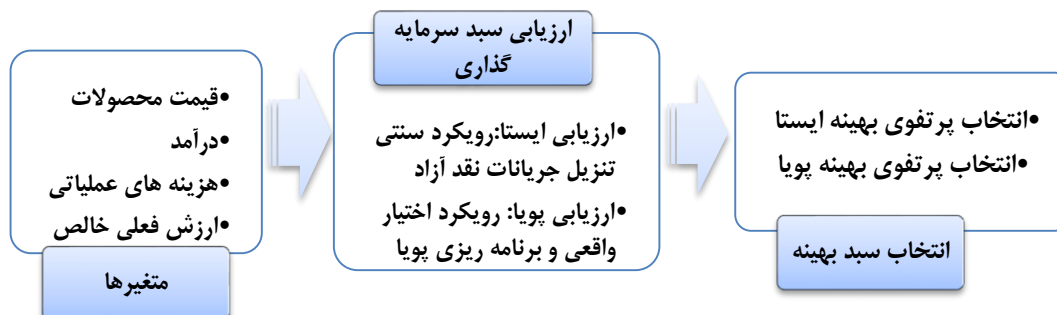 •قیمت محصولات
•درآمد
•هزینه های عملیاتی
•ارزش فعلی خالص
متغیرها
ارزیابی سبد سرمایه
گذاری
•ارزیابی ایستا:رویکرد سنتی
تنزیل جریانات نقد آزاد
•ارزیابی پویا: رویکرد اختیار
واقعی و برنامه ریزی پویا
•انتخاب پرتفوی بهینه ایستا
•انتخاب پرتفوی بهینه پویا
انتخاب سبد بهینه